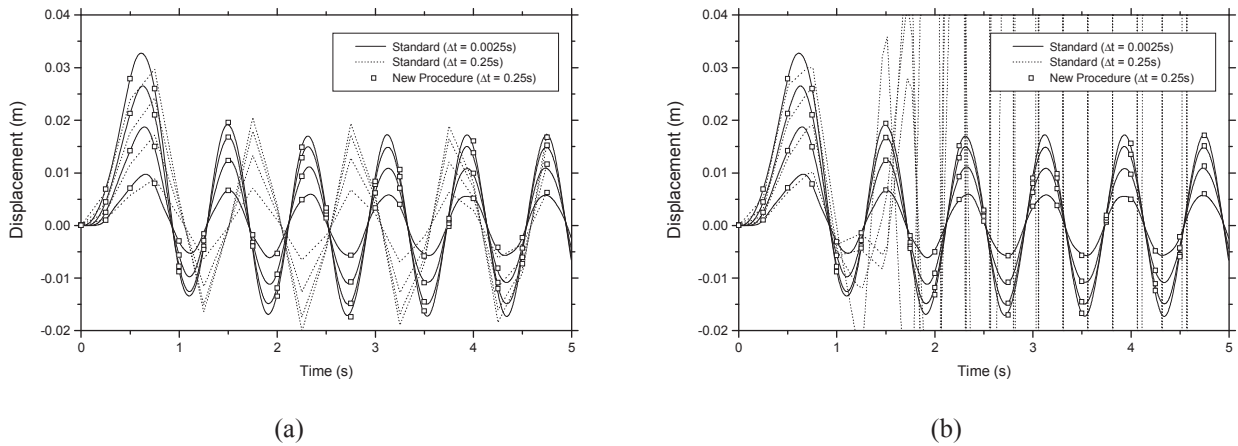 0.04
0.03
0.02
0.01
0.00
-0.01
-0.02
Displacement (m)
0 1 2 3 4 5
Time (s)
Standard (Δt = 0.0025s)
Standard (Δt = 0.25s)
New Procedure (Δt = 0.25s)
(a)
0.04
0.03
0.02
0.01
0.00
-0.01
-0.02
Displacement (m)
0 1 2 3 4 5
Time (s)
Standard (Δt = 0.0025s)
Standard (Δt = 0.25s)
New Procedure (Δt = 0.25s)
(b)